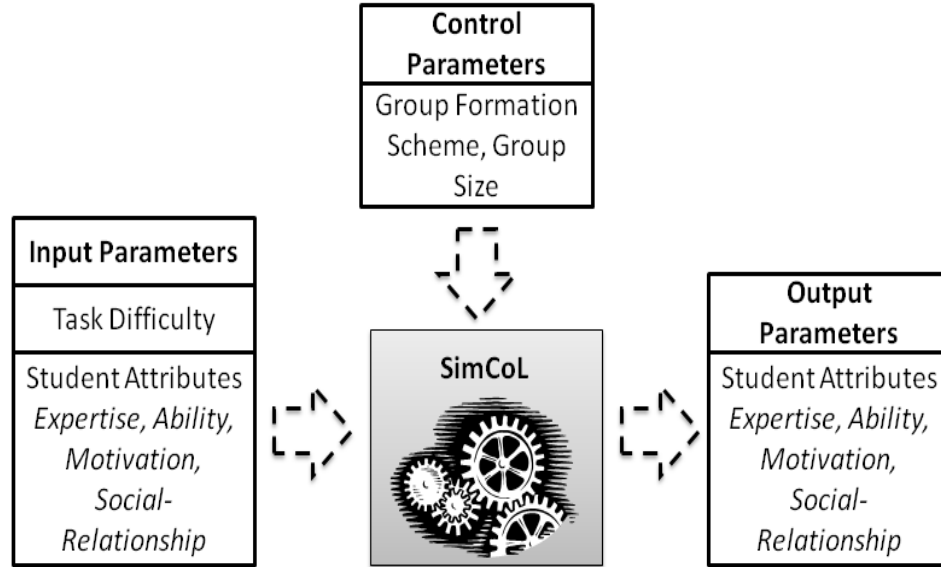 Control
Parameters
Group Formation
Scheme, Group
Size
Input Parameters
Task Difficulty
Student Attributes
Expertise, Ability,
Motivation,
Social-
Relationship
SimCoL
Output
Parameters
Student Attributes
Expertise, Ability,
Motivation,
Social-
Relationship